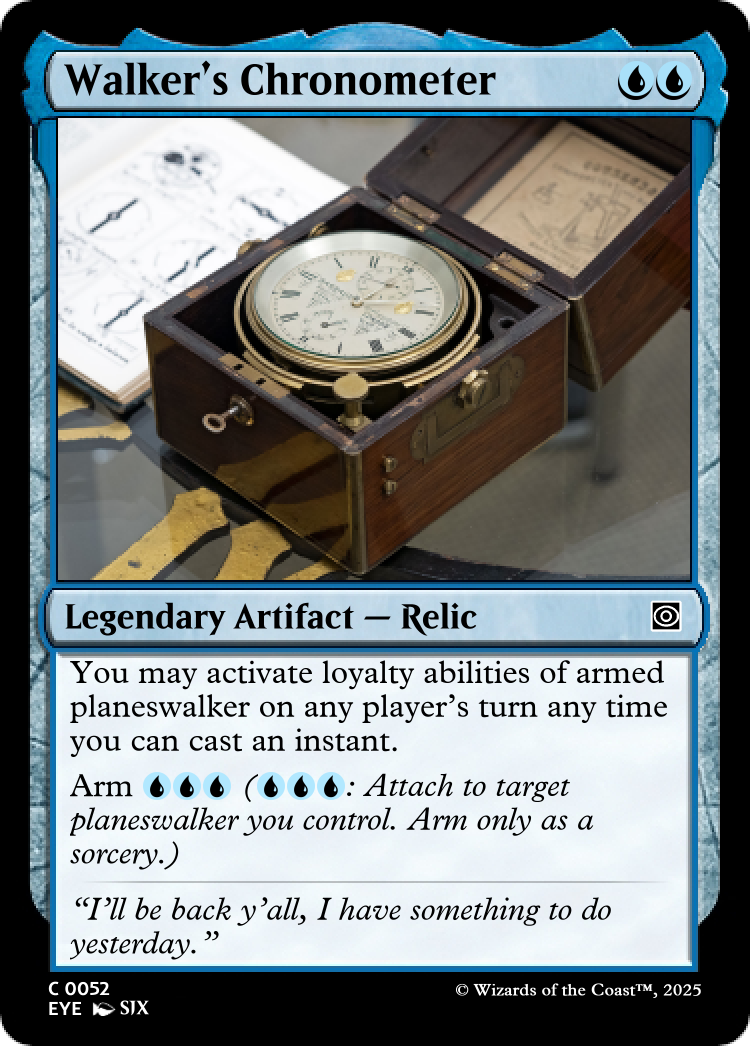 Walker's Chronometer
Legendary Artifact — Relic
You may activate loyalty abilities of armed
planeswalker on any player's turn any time
you can cast an instant.
Arm (: Attach to target
planeswalker you control. Arm only as a
sorcery.)
“I'll be back y'all, I have something to do
yesterday.”
C 0052
EYE SIX
© Wizards of the Coast™, 2025